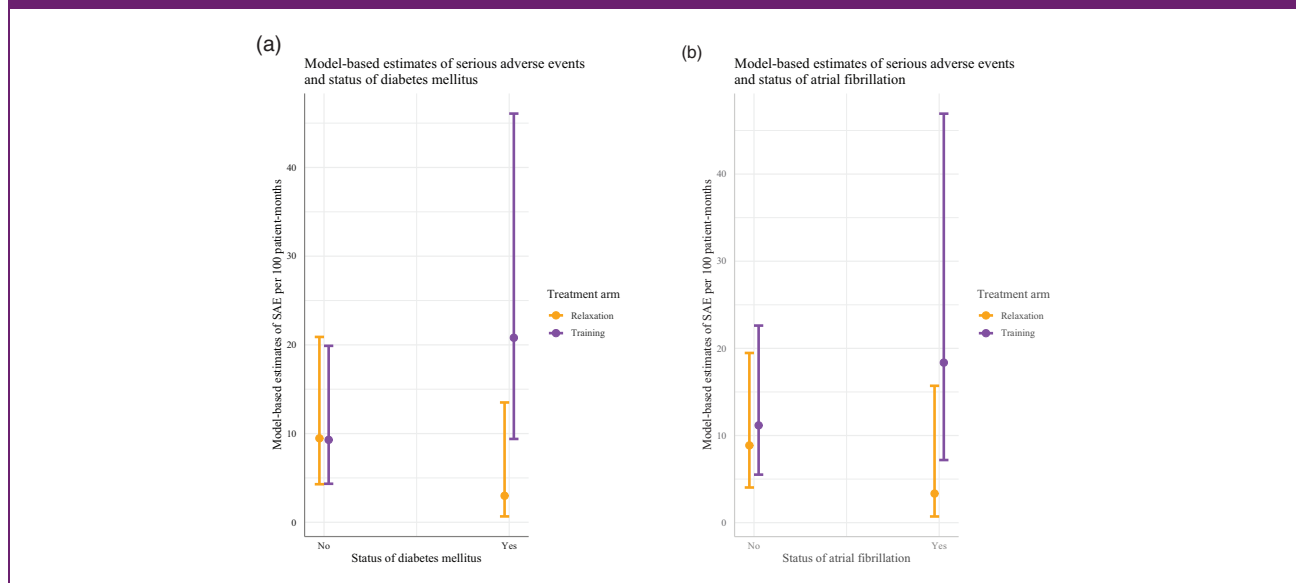 (a)
Model-based estimates of serious adverse events
and status of diabetes mellitus
Model-based estimates of SAE per 100 patient-months
40
30
20
10
0
No
Yes
Status of diabetes mellitus
Treatment arm
Relaxation
Training
(b)
Model-based estimates of serious adverse events
and status of atrial fibrillation
Model-based estimates of SAE per 100 patient-months
40
30
20
10
0
No
Yes
Status of atrial fibrillation
Treatment arm
Relaxation
Training